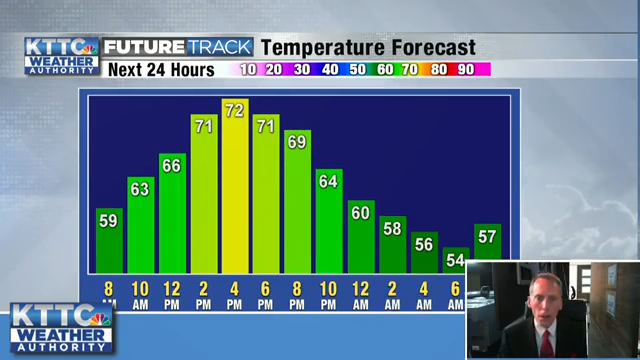 KTTC
WEATHER
AUTHORITY
FUTURETRACK Temperature Forecast
Next 24 Hours 10 20 30 40 50 60 70 80 90
59 63 66 71 72 71 69 64 60 58 56 54 57
8 10 12 2 4 6 8 10 12 2 4 6
AM AM PM PM PM PM PM PM AM AM AM AM
KTTC
WEATHER
AUTHORITY